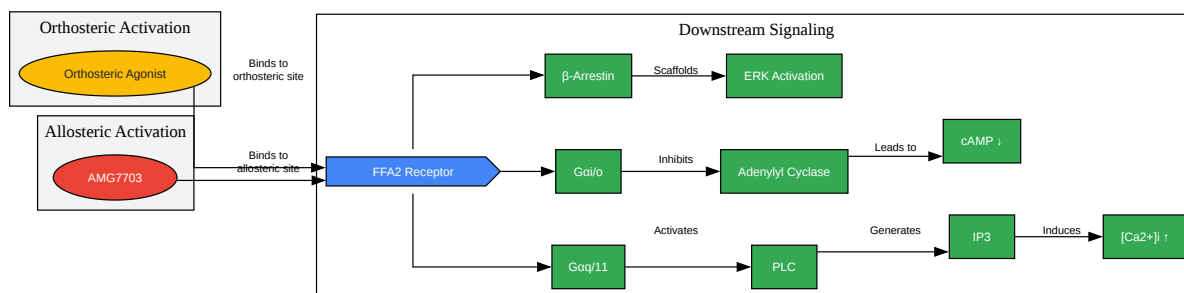 Orthosteric Activation
Orthosteric Agonist
Binds to
orthosteric site
Allosteric Activation
AMG7703
Binds to
allosteric site
Downstream Signaling
FFA2 Receptor
β-Arrestin
Scaffolds
ERK Activation
Gαi/o
Inhibits
Adenylyl Cyclase
Leads to
cAMP ↓
Gαq/11
Activates
PLC
Generates
IP3
Induces
[Ca2+]i ↑